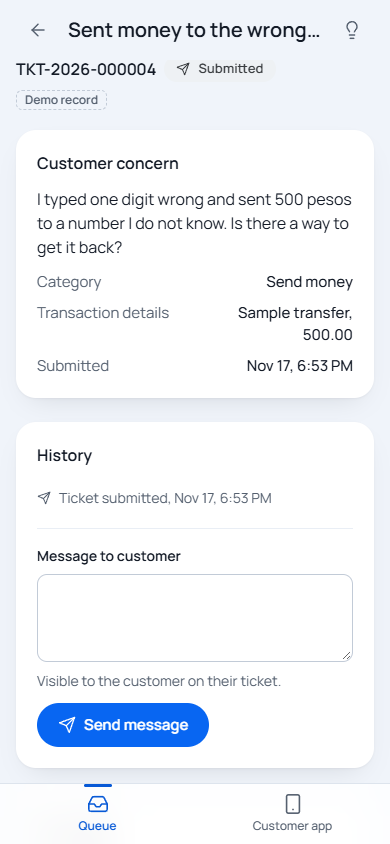 Sent money to the wrong...
TKT-2026-000004
Submitted
Demo record
Customer concern
I typed one digit wrong and sent 500 pesos
to a number I do not know. Is there a way to
get it back?
Category
Send money
Transaction details
Sample transfer,
500.00
Submitted
Nov 17, 6:53 PM
History
Ticket submitted, Nov 17, 6:53 PM
Message to customer
Visible to the customer on their ticket.
Send message
Queue
Customer app